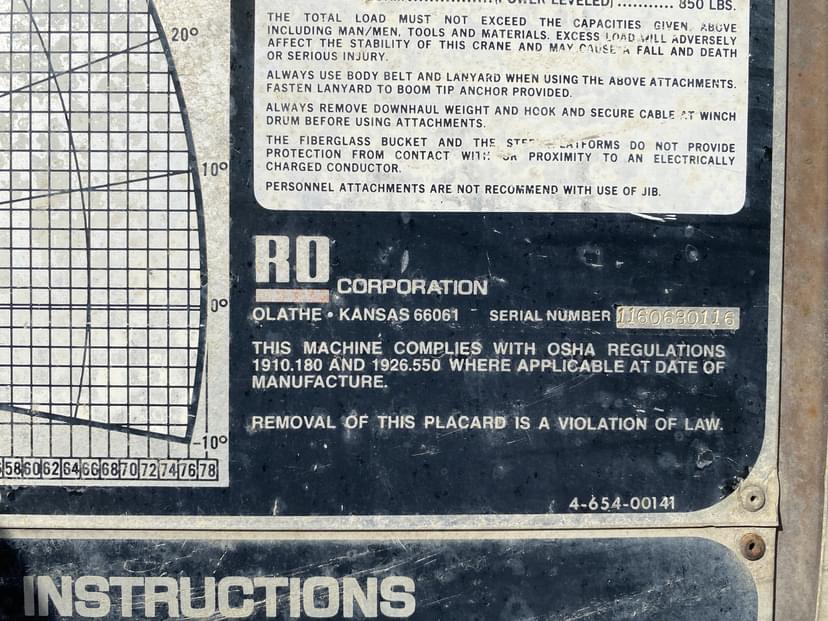 (POWER LEVELED) ........... 850 LBS.
THE TOTAL LOAD MUST NOT EXCEED THE CAPACITIES GIVEN ABOVE
INCLUDING MAN/MEN, TOOLS AND MATERIALS. EXCESS LOAD WILL ADVERSELY
AFFECT THE STABILITY OF THIS CRANE AND MAY CAUSE A FALL AND DEATH
OR SERIOUS INJURY.
ALWAYS USE BODY BELT AND LANYARD WHEN USING THE ABOVE ATTACHMENTS.
FASTEN LANYARD TO BOOM TIP ANCHOR PROVIDED.
ALWAYS REMOVE DOWNHAUL WEIGHT AND HOOK AND SECURE CABLE AT WINCH
DRUM BEFORE USING ATTACHMENTS.
THE FIBERGLASS BUCKET AND THE STEEL PLATFORMS DO NOT PROVIDE
PROTECTION FROM CONTACT WITH OR PROXIMITY TO AN ELECTRICALLY
CHARGED CONDUCTOR.
PERSONNEL ATTACHMENTS ARE NOT RECOMMEND WITH USE OF JIB.
20°
10°
0°
-10°
58 60 62 64 66 68 70 72 74 76 78
RO CORPORATION
OLATHE • KANSAS 66061 SERIAL NUMBER 1160680116
THIS MACHINE COMPLIES WITH OSHA REGULATIONS
1910.180 AND 1926.550 WHERE APPLICABLE AT DATE OF
MANUFACTURE.
REMOVAL OF THIS PLACARD IS A VIOLATION OF LAW.
4-654-00141
INSTRUCTIONS